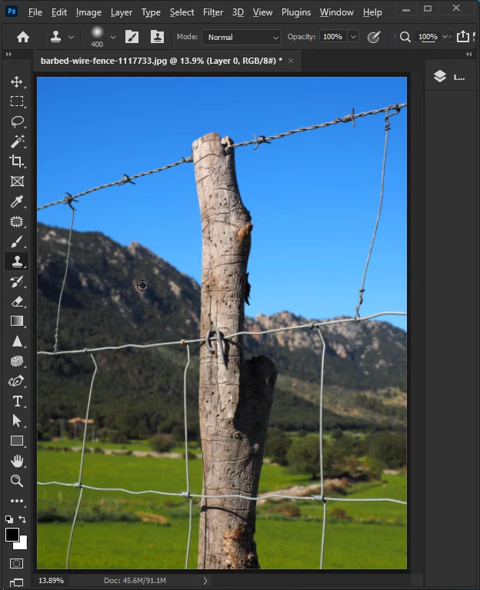 Ps File Edit Image Layer Type Select Filter 3D View Plugins Window Help
400 Mode: Normal Opacity: 100% 100%
barbed-wire-fence-1117733.jpg @ 13.9% (Layer 0, RGB/8#) *
L...
13.89% Doc: 45.6M/91.1M